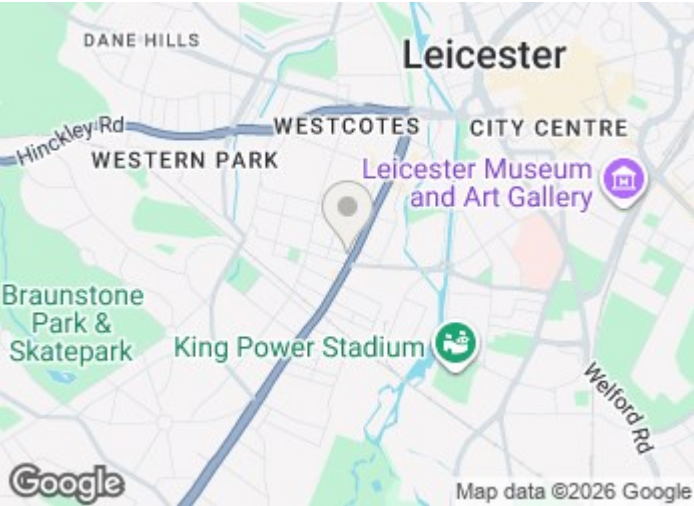 DANE HILLS
Leicester
Hinckley Rd
WESTCOTES
CITY CENTRE
WESTERN PARK
Leicester Museum
and Art Gallery
Braunstone
Park &
Skatepark
King Power Stadium
Welford Rd
Google
Map data ©2026 Google